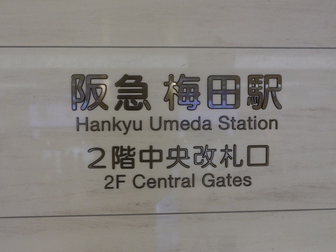 阪急 梅田駅
Hankyu Umeda Station
2階中央改札口
2F Central Gates